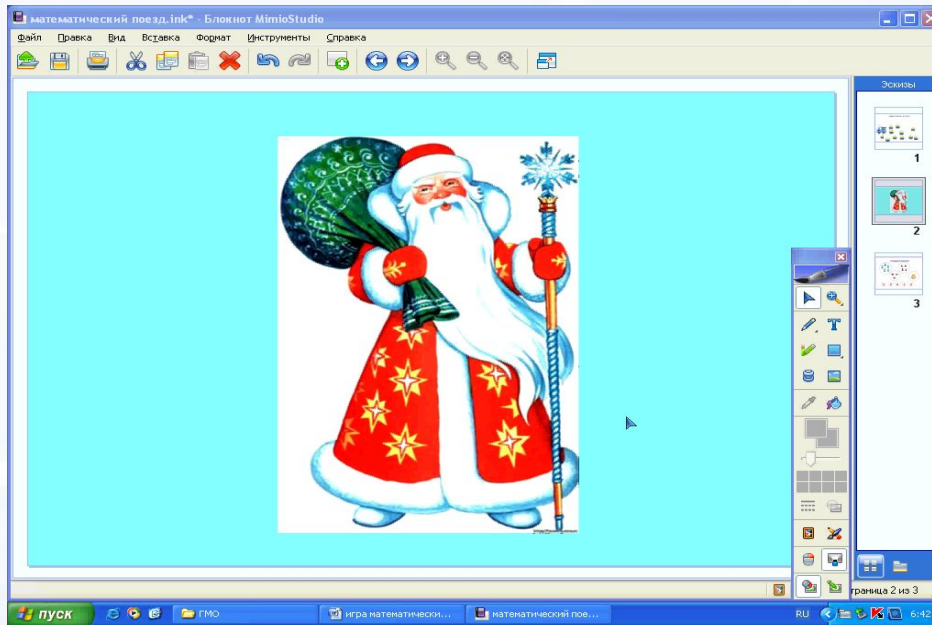 математический поезд.ink* - Блокнот MimioStudio
Файл Правка Вид Вставка Формат Инструменты Справка
Эскизы
1
2
3
раница 2 из 3
пуск
ГМО
игра математически...
математический пое...
RU
6:42